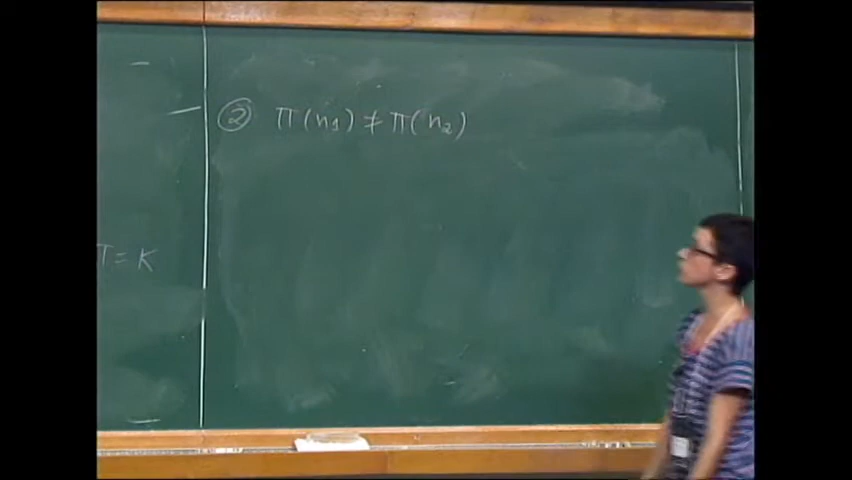 T = K
② π(n₁) ≠ π(n₂)